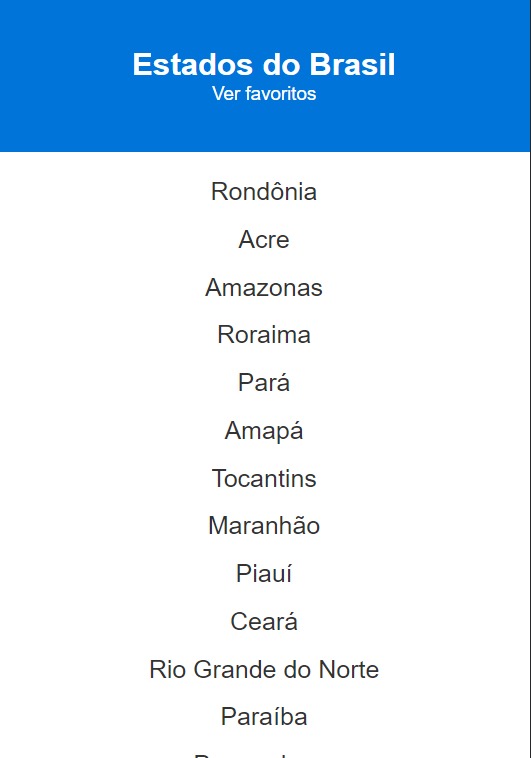 Estados do Brasil
Ver favoritos
Rondônia
Acre
Amazonas
Roraima
Pará
Amapá
Tocantins
Maranhão
Piauí
Ceará
Rio Grande do Norte
Paraíba